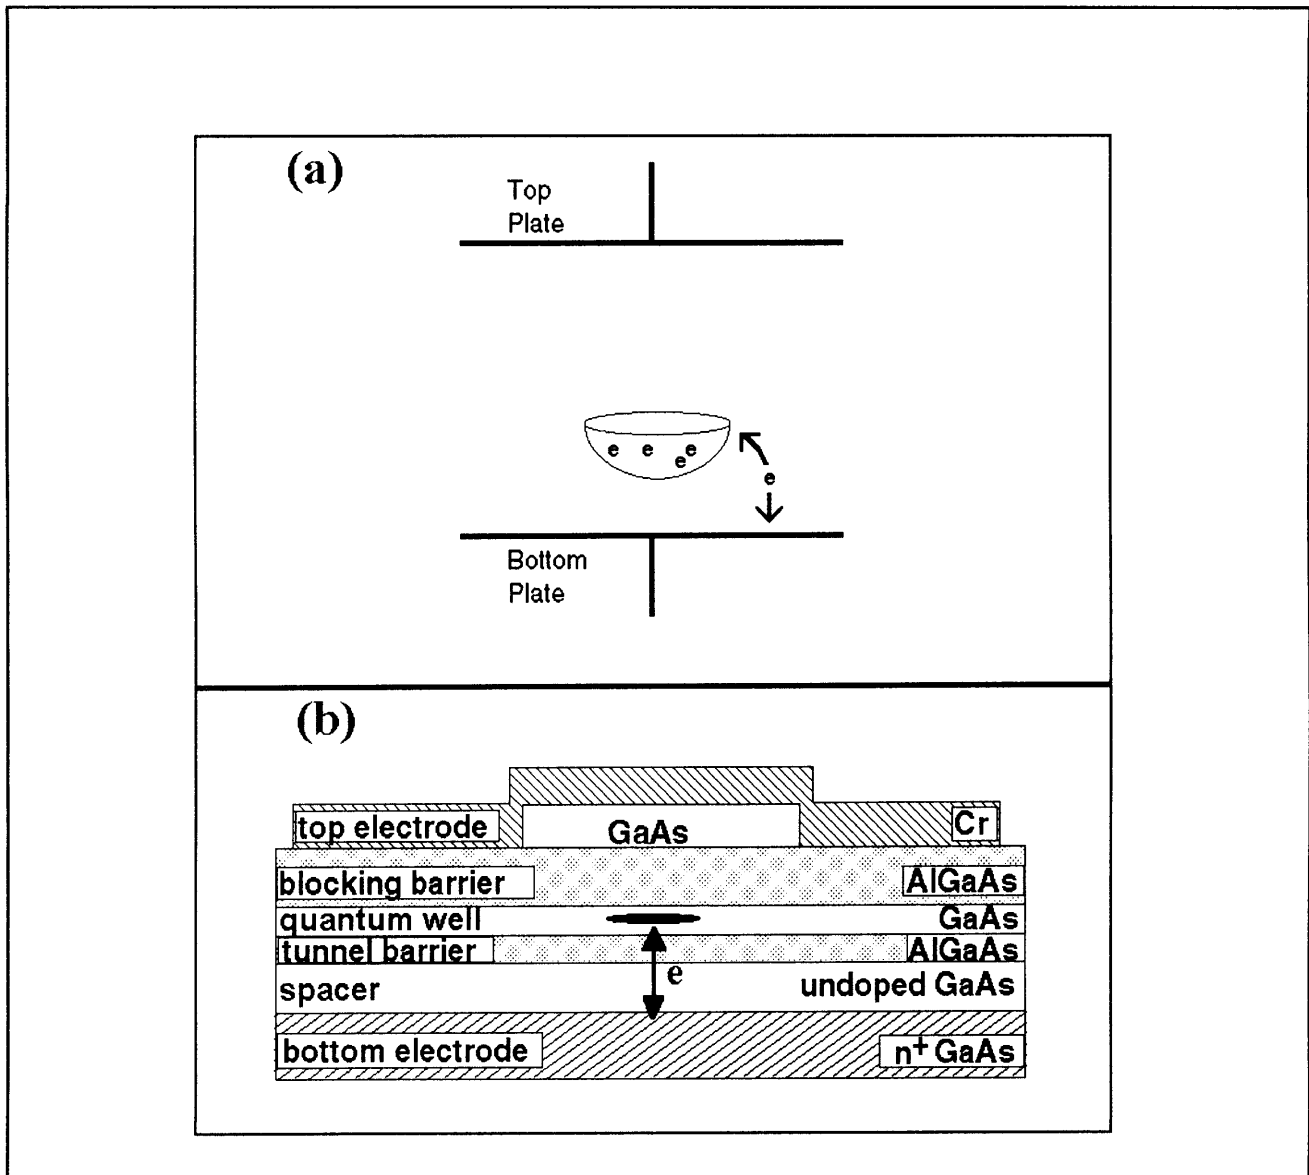 (a)
Top
Plate
e e e
e
e
Bottom
Plate
(b)
top electrode GaAs Cr
blocking barrier AlGaAs
quantum well GaAs
tunnel barrier AlGaAs
e
spacer undoped GaAs
bottom electrode n+ GaAs